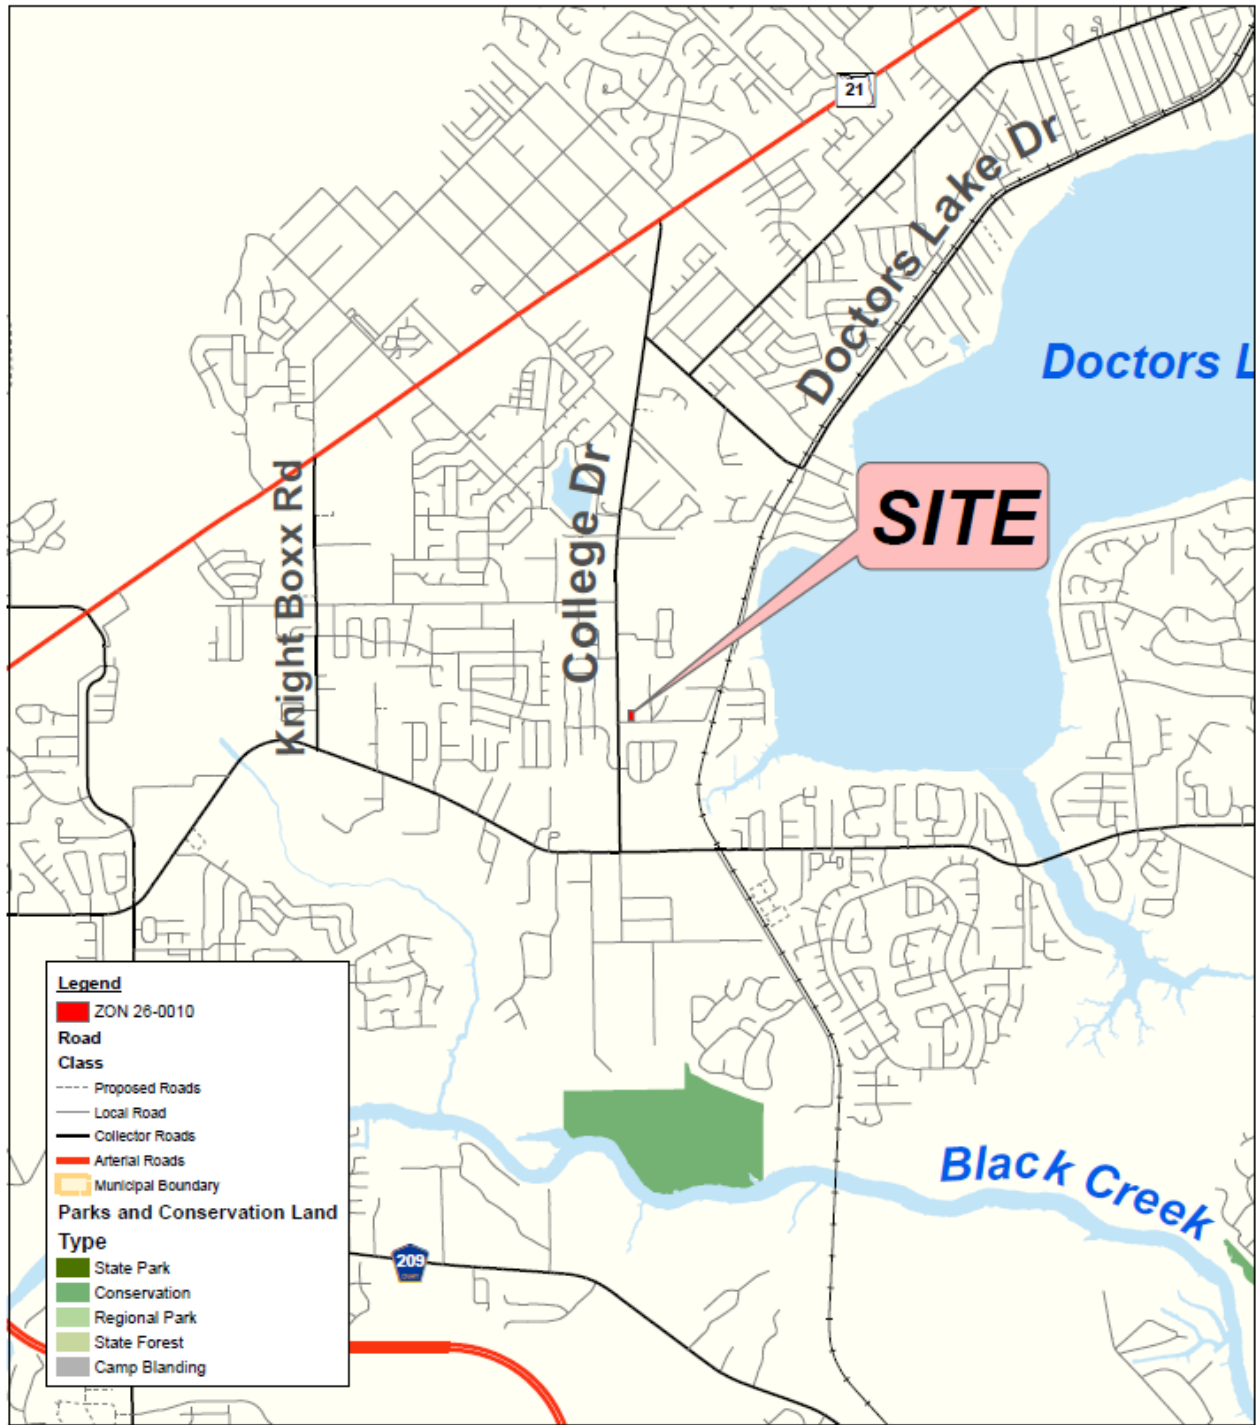 21
Doctors Lake Dr
Doctors L
SITE
College Dr
Knight Boxx Rd
Legend
ZON 26-0010
Road
Class
Proposed Roads
Local Road
Collector Roads
Arterial Roads
Municipal Boundary
Parks and Conservation Land
Type
State Park
Conservation
Regional Park
State Forest
Camp Blanding
Black Creek
209